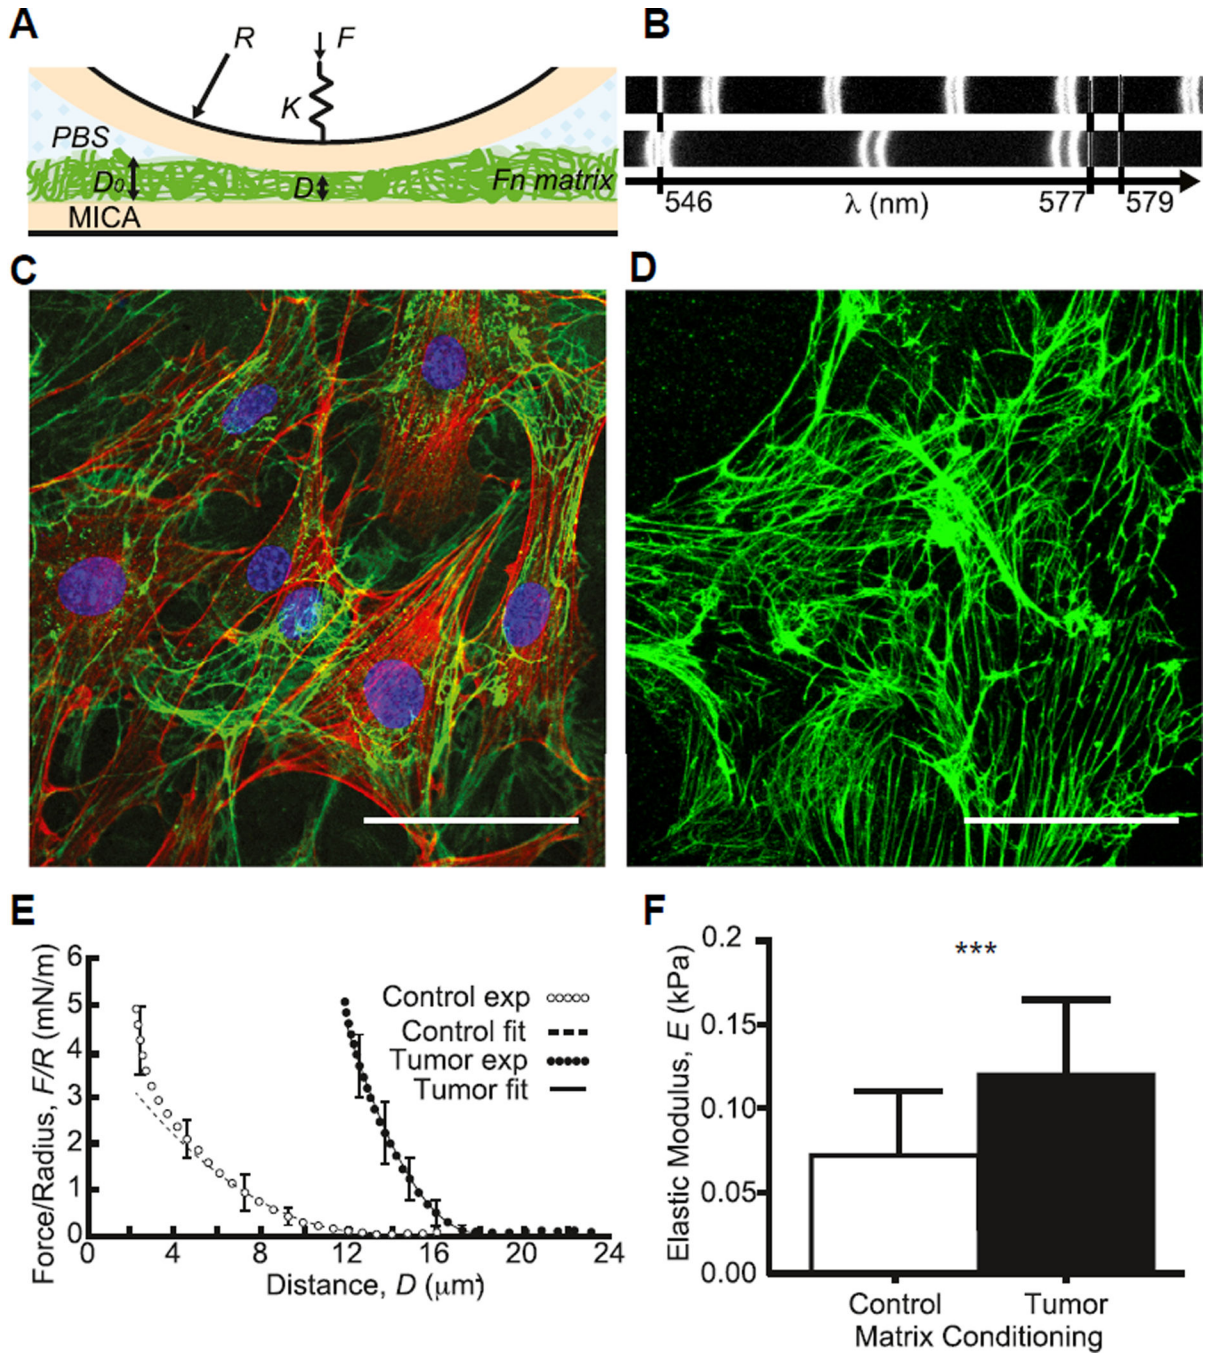 A
R
F
K
PBS
D₀
D
Fn matrix
MICA
B
546
λ (nm)
577
579
C
D
E
Force/Radius, F/R (mN/m)
6
5
4
3
2
1
0
0
4
8
12
16
20
24
Distance, D (μm)
Control exp
Control fit
Tumor exp
Tumor fit
F
Elastic Modulus, E (kPa)
0.2
0.15
0.10
0.05
0.00
***
Control
Tumor
Matrix Conditioning